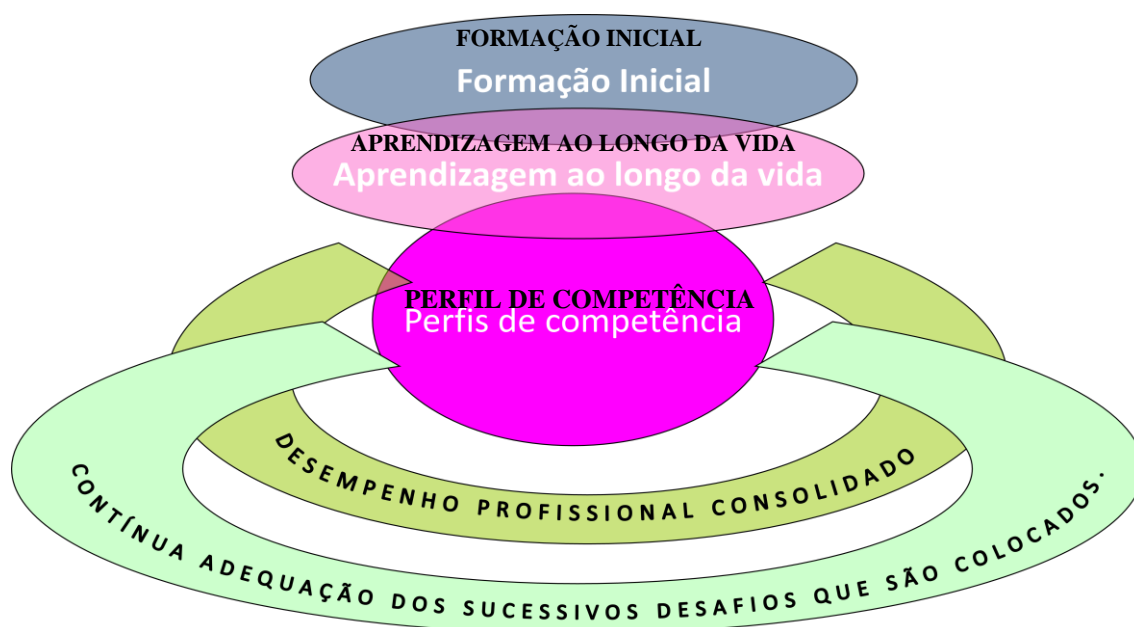 FORMAÇÃO INICIAL
Formação Inicial
APRENDIZAGEM AO LONGO DA VIDA
Aprendizagem ao longo da vida
PERFIL DE COMPETÊNCIA
Perfis de competência
DESEMPENHO PROFISSIONAL CONSOLIDADO
CONTÍNUA ADEQUAÇÃO DOS SUCESSIVOS DESAFIOS QUE SÃO COLOCADOS.